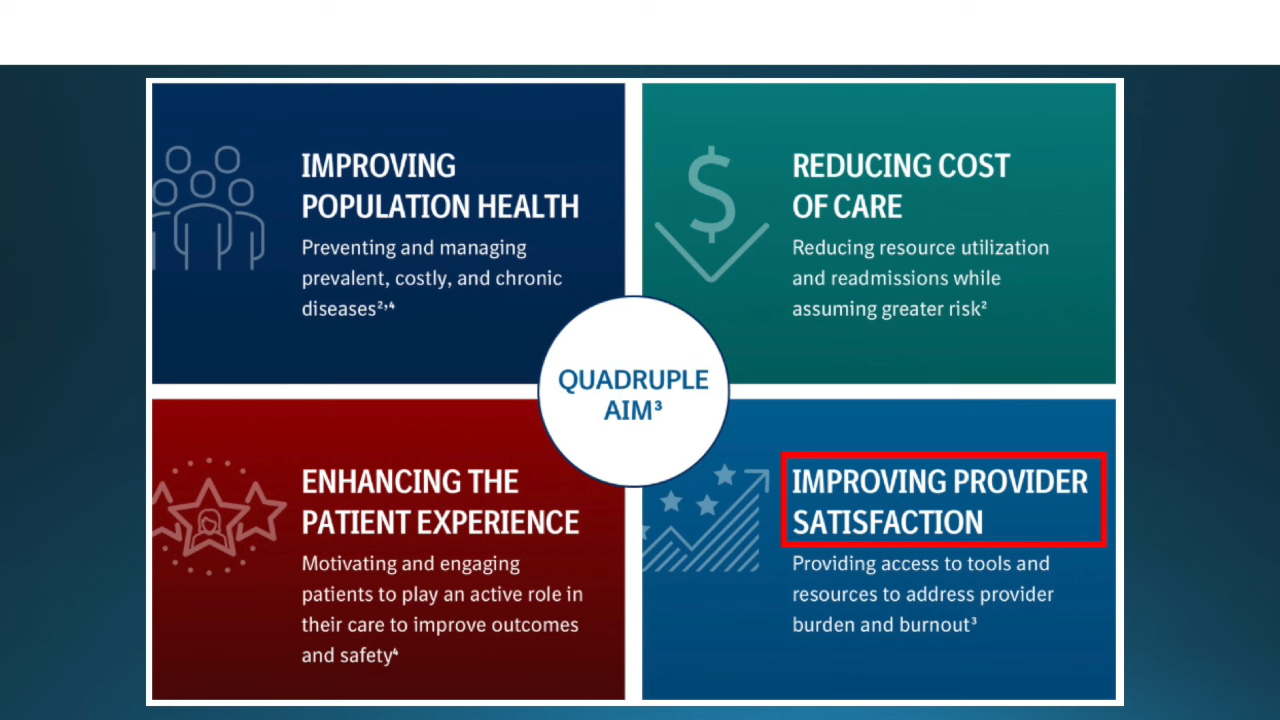 IMPROVING
POPULATION HEALTH
Preventing and managing
prevalent, costly, and chronic
diseases²,⁴
REDUCING COST
OF CARE
Reducing resource utilization
and readmissions while
assuming greater risk²
QUADRUPLE
AIM³
ENHANCING THE
PATIENT EXPERIENCE
Motivating and engaging
patients to play an active role in
their care to improve outcomes
and safety⁴
IMPROVING PROVIDER
SATISFACTION
Providing access to tools and
resources to address provider
burden and burnout³